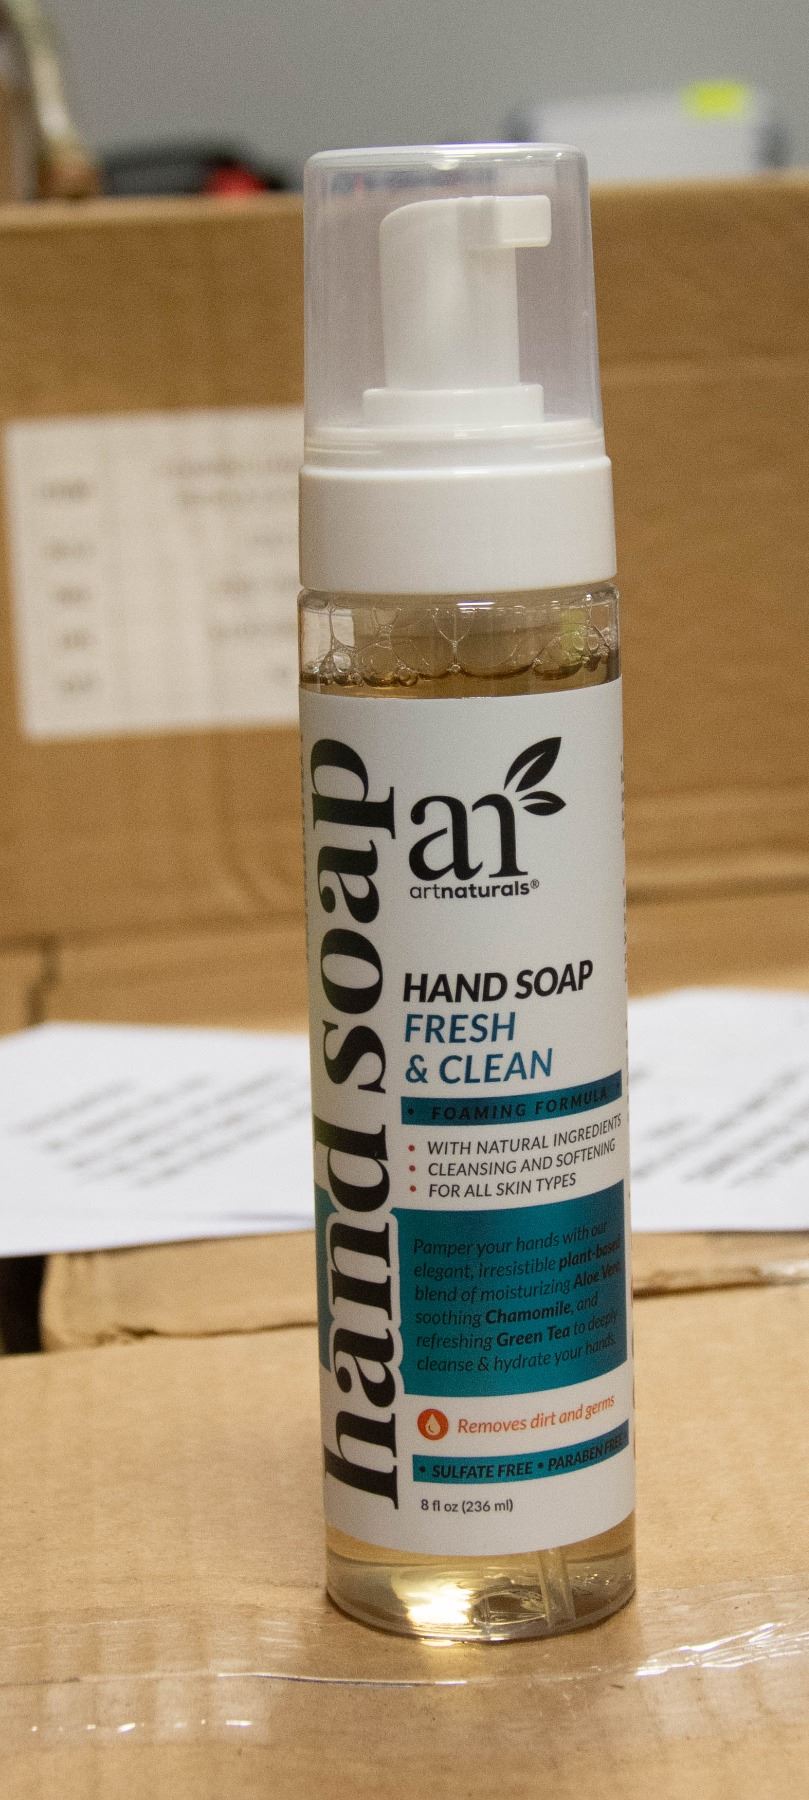 hand soap
ar
artnaturals®
HAND SOAP
FRESH
& CLEAN
• FOAMING FORMULA •
• WITH NATURAL INGREDIENTS
• CLEANSING AND SOFTENING
• FOR ALL SKIN TYPES
Pamper your hands with our
elegant, irresistible plant-based
blend of moisturizing Aloe Vera,
soothing Chamomile, and
refreshing Green Tea to deeply
cleanse & hydrate your hands.
Removes dirt and germs
• SULFATE FREE • PARABEN FREE
8 fl oz (236 ml)